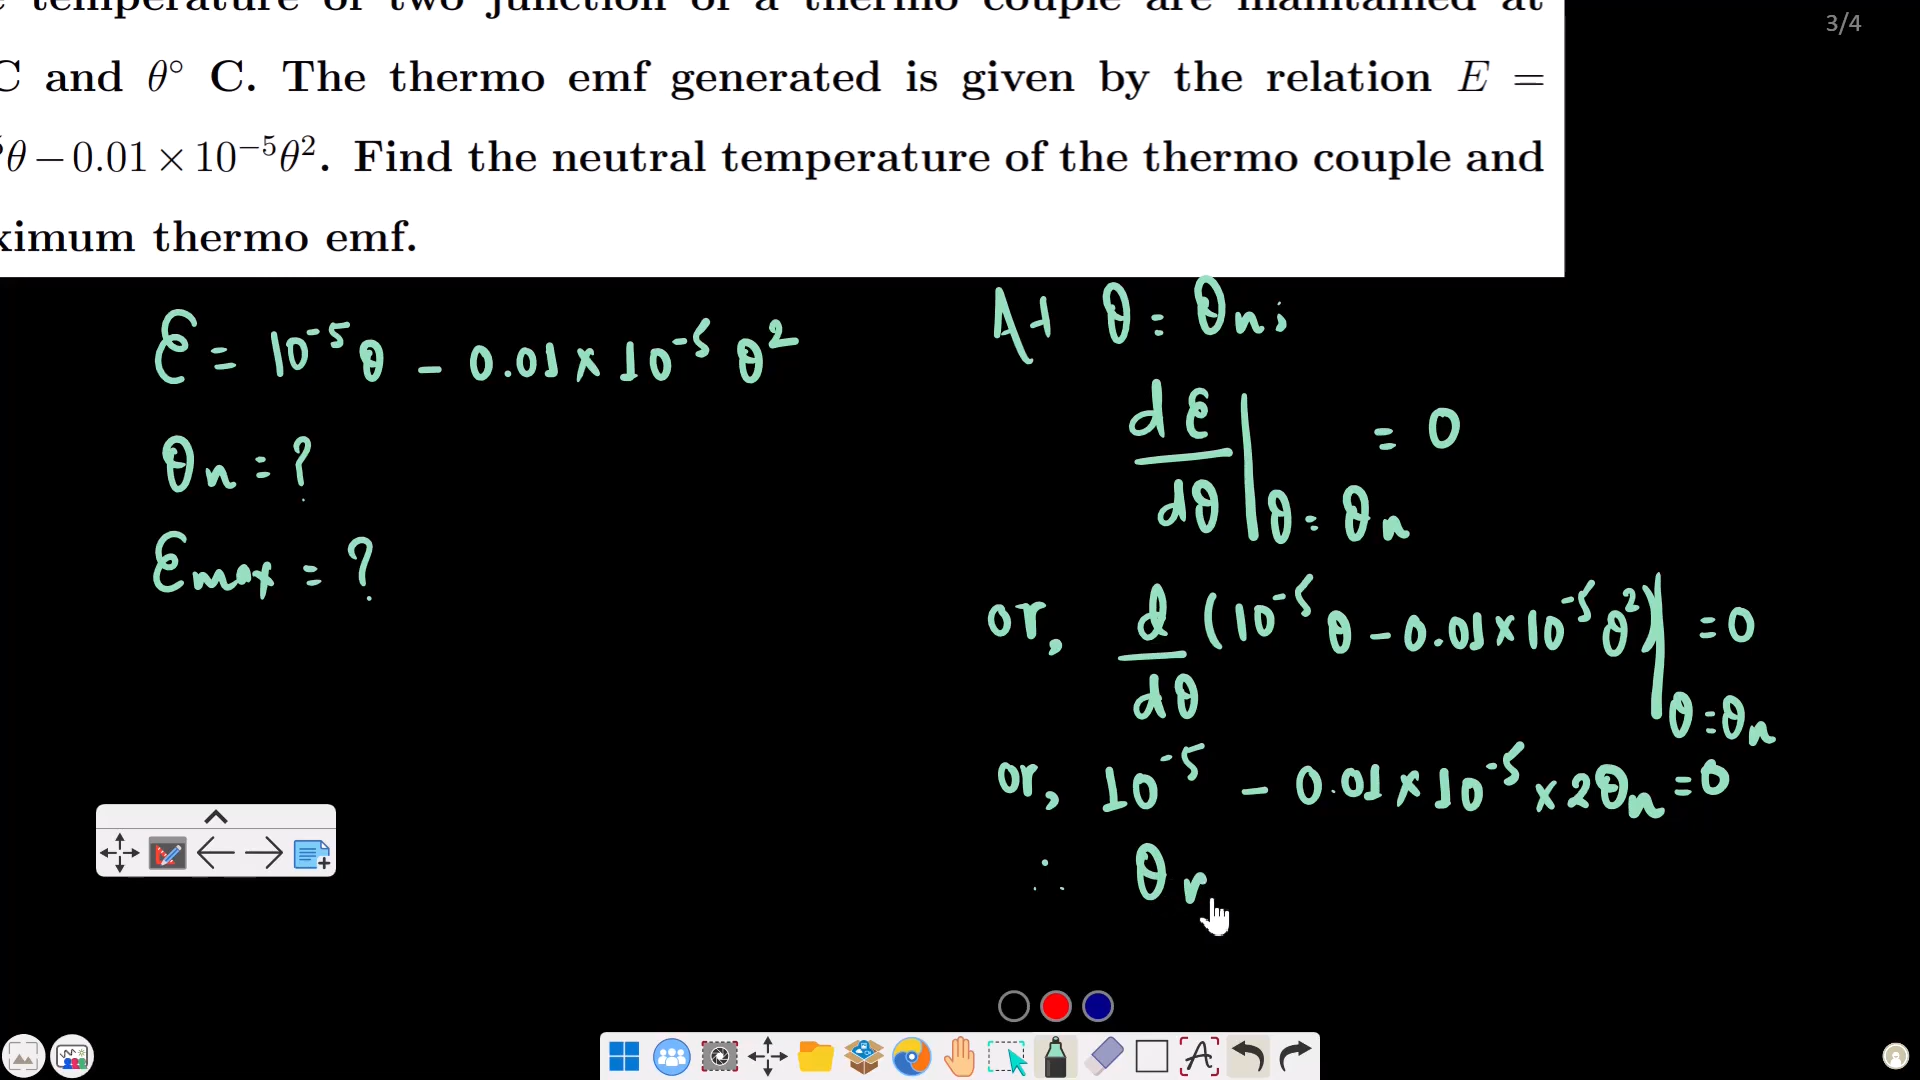 3/4
temperature of two junction of a thermo couple are maintained at
C and θ° C. The thermo emf generated is given by the relation E =
θ − 0.01 × 10⁻⁵θ². Find the neutral temperature of the thermo couple and
ximum thermo emf.
Ɛ = 10⁻⁵θ − 0.01 × 10⁻⁵ θ²
θn = ?
Ɛmax = ?
At θ = θn;
dƐ/dθ |θ = θn = 0
or, d/dθ (10⁻⁵θ − 0.01 × 10⁻⁵θ²)|θ = θn = 0
or, 10⁻⁵ − 0.01 × 10⁻⁵ × 2θn = 0
∴ θr